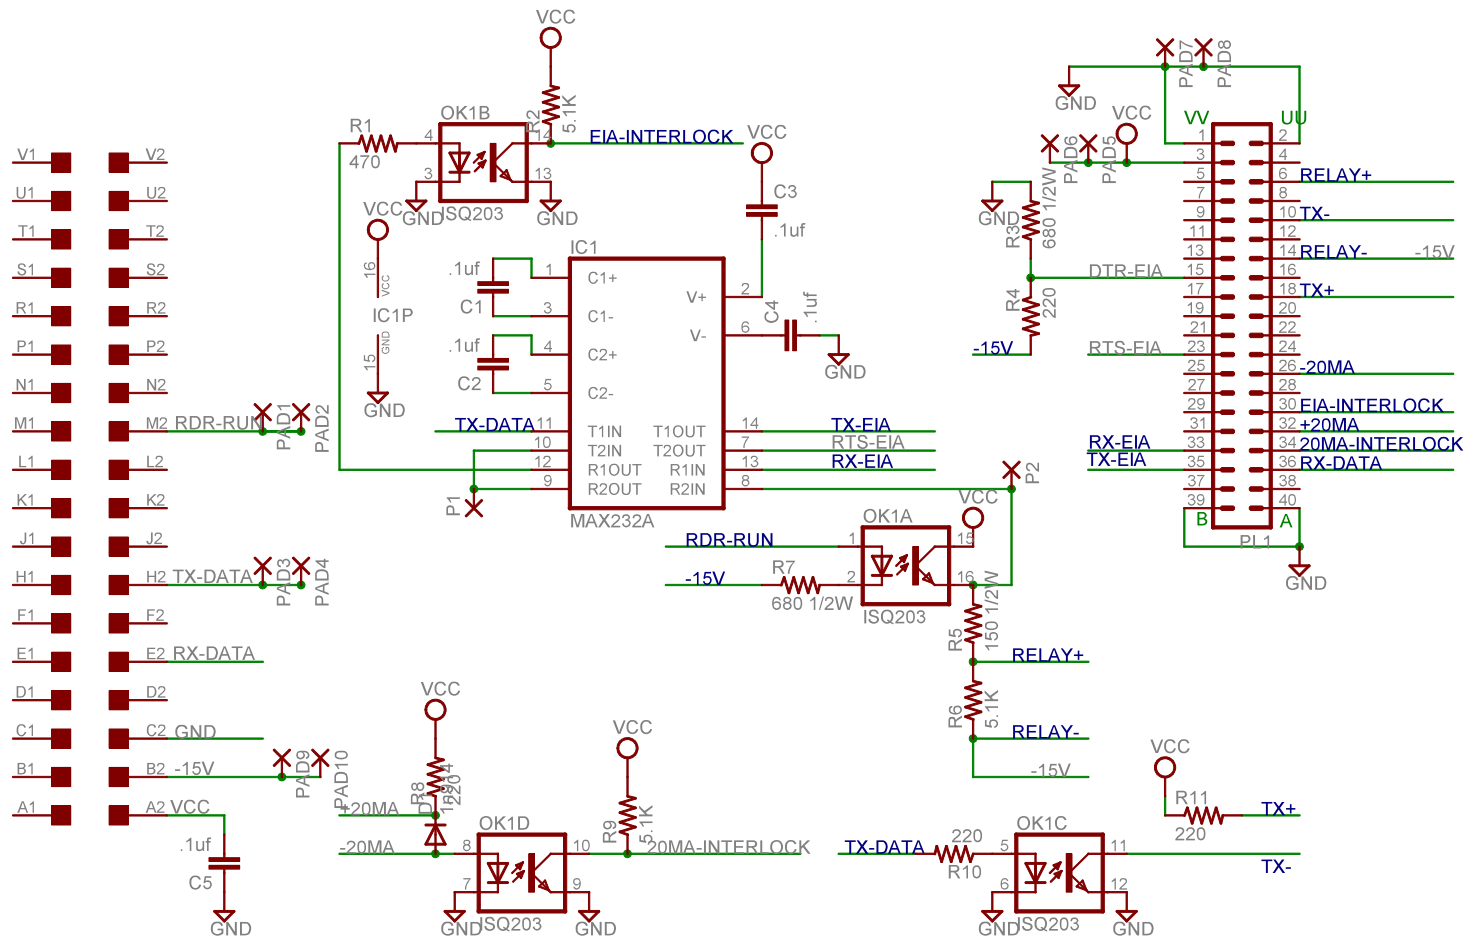 VCC
OK1B
R2
5.1K
R1
470
4
3
14
13
EIA-INTERLOCK
GND
ISQ203
GND
VCC
C3
.1uf
VCC
16
VCC
IC1P
15
GND
GND
IC1
.1uf
C1
.1uf
C2
1
3
4
5
11
10
12
9
C1+
C1-
C2+
C2-
T1IN
T2IN
R1OUT
R2OUT
V+
V-
T1OUT
T2OUT
R1IN
R2IN
2
6
14
7
13
8
MAX232A
C4
.1uf
GND
TX-DATA
TX-EIA
RTS-EIA
RX-EIA
P1
P2
V1 V2
U1 U2
T1 T2
S1 S2
R1 R2
P1 P2
N1 N2
M1 M2 RDR-RUN PAD1 PAD2
L1 L2
K1 K2
J1 J2
H1 H2 TX-DATA PAD3 PAD4
F1 F2
E1 E2 RX-DATA
D1 D2
C1 C2 GND
B1 B2 -15V PAD9 PAD10
A1 A2 VCC
.1uf
C5
GND
PAD7
PAD8
GND
VCC
PAD6
PAD5
VV UU
1 2
3 4
5 6 RELAY+
7 8
9 10 TX-
11 12
13 14 RELAY- -15V
DTR-EIA 15 16
17 18 TX+
19 20
21 22
RTS-EIA 23 24
25 26 -20MA
27 28
29 30 EIA-INTERLOCK
31 32 +20MA
RX-EIA 33 34 20MA-INTERLOCK
TX-EIA 35 36 RX-DATA
37 38
39 40
B A
PL1
GND
GND
R3
680 1/2W
R4
220
-15V
VCC
OK1A
RDR-RUN
1
15
-15V
R7
2
16
680 1/2W
ISQ203
R5
150 1/2W
RELAY+
R6
5.1K
RELAY-
-15V
VCC
R8
220
+20MA
-20MA
OK1D
8
7
10
9
GND
ISQ203
GND
VCC
R9
5.1K
20MA-INTERLOCK
TX-DATA
220
R10
OK1C
5
6
11
12
GND
ISQ203
GND
VCC
R11
220
TX+
TX-